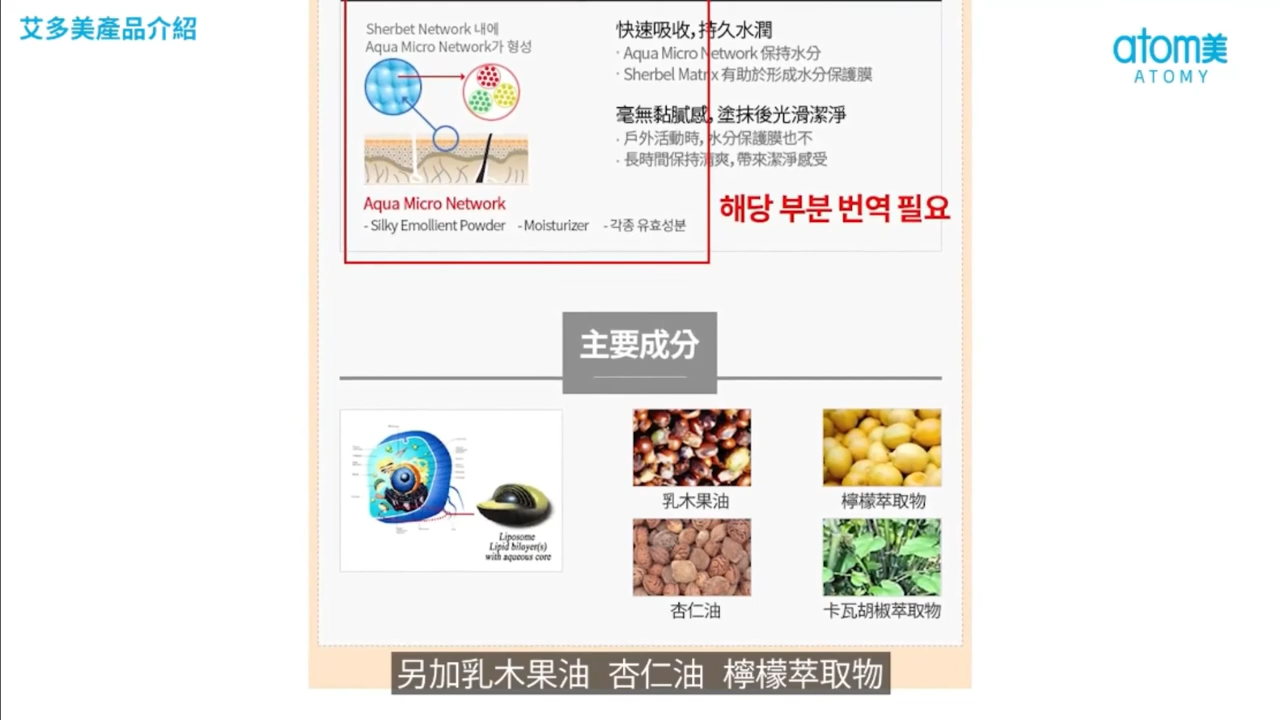 艾多美產品介紹
atom美
ATOMY
Sherbet Network 내에
Aqua Micro Network가 형성
快速吸收, 持久水潤
· Aqua Micro Network 保持水分
· Sherbel Matrix 有助於形成水分保護膜
毫無黏膩感, 塗抹後光滑潔淨
· 戶外活動時, 水分保護膜也不
· 長時間保持清爽, 帶來潔淨感受
Aqua Micro Network
- Silky Emollient Powder - Moisturizer - 각종 유효성분
해당 부분 번역 필요
主要成分
Liposome
Lipid bilayer(s)
with aqueous core
乳木果油
檸檬萃取物
杏仁油
卡瓦胡椒萃取物
另加乳木果油 杏仁油 檸檬萃取物